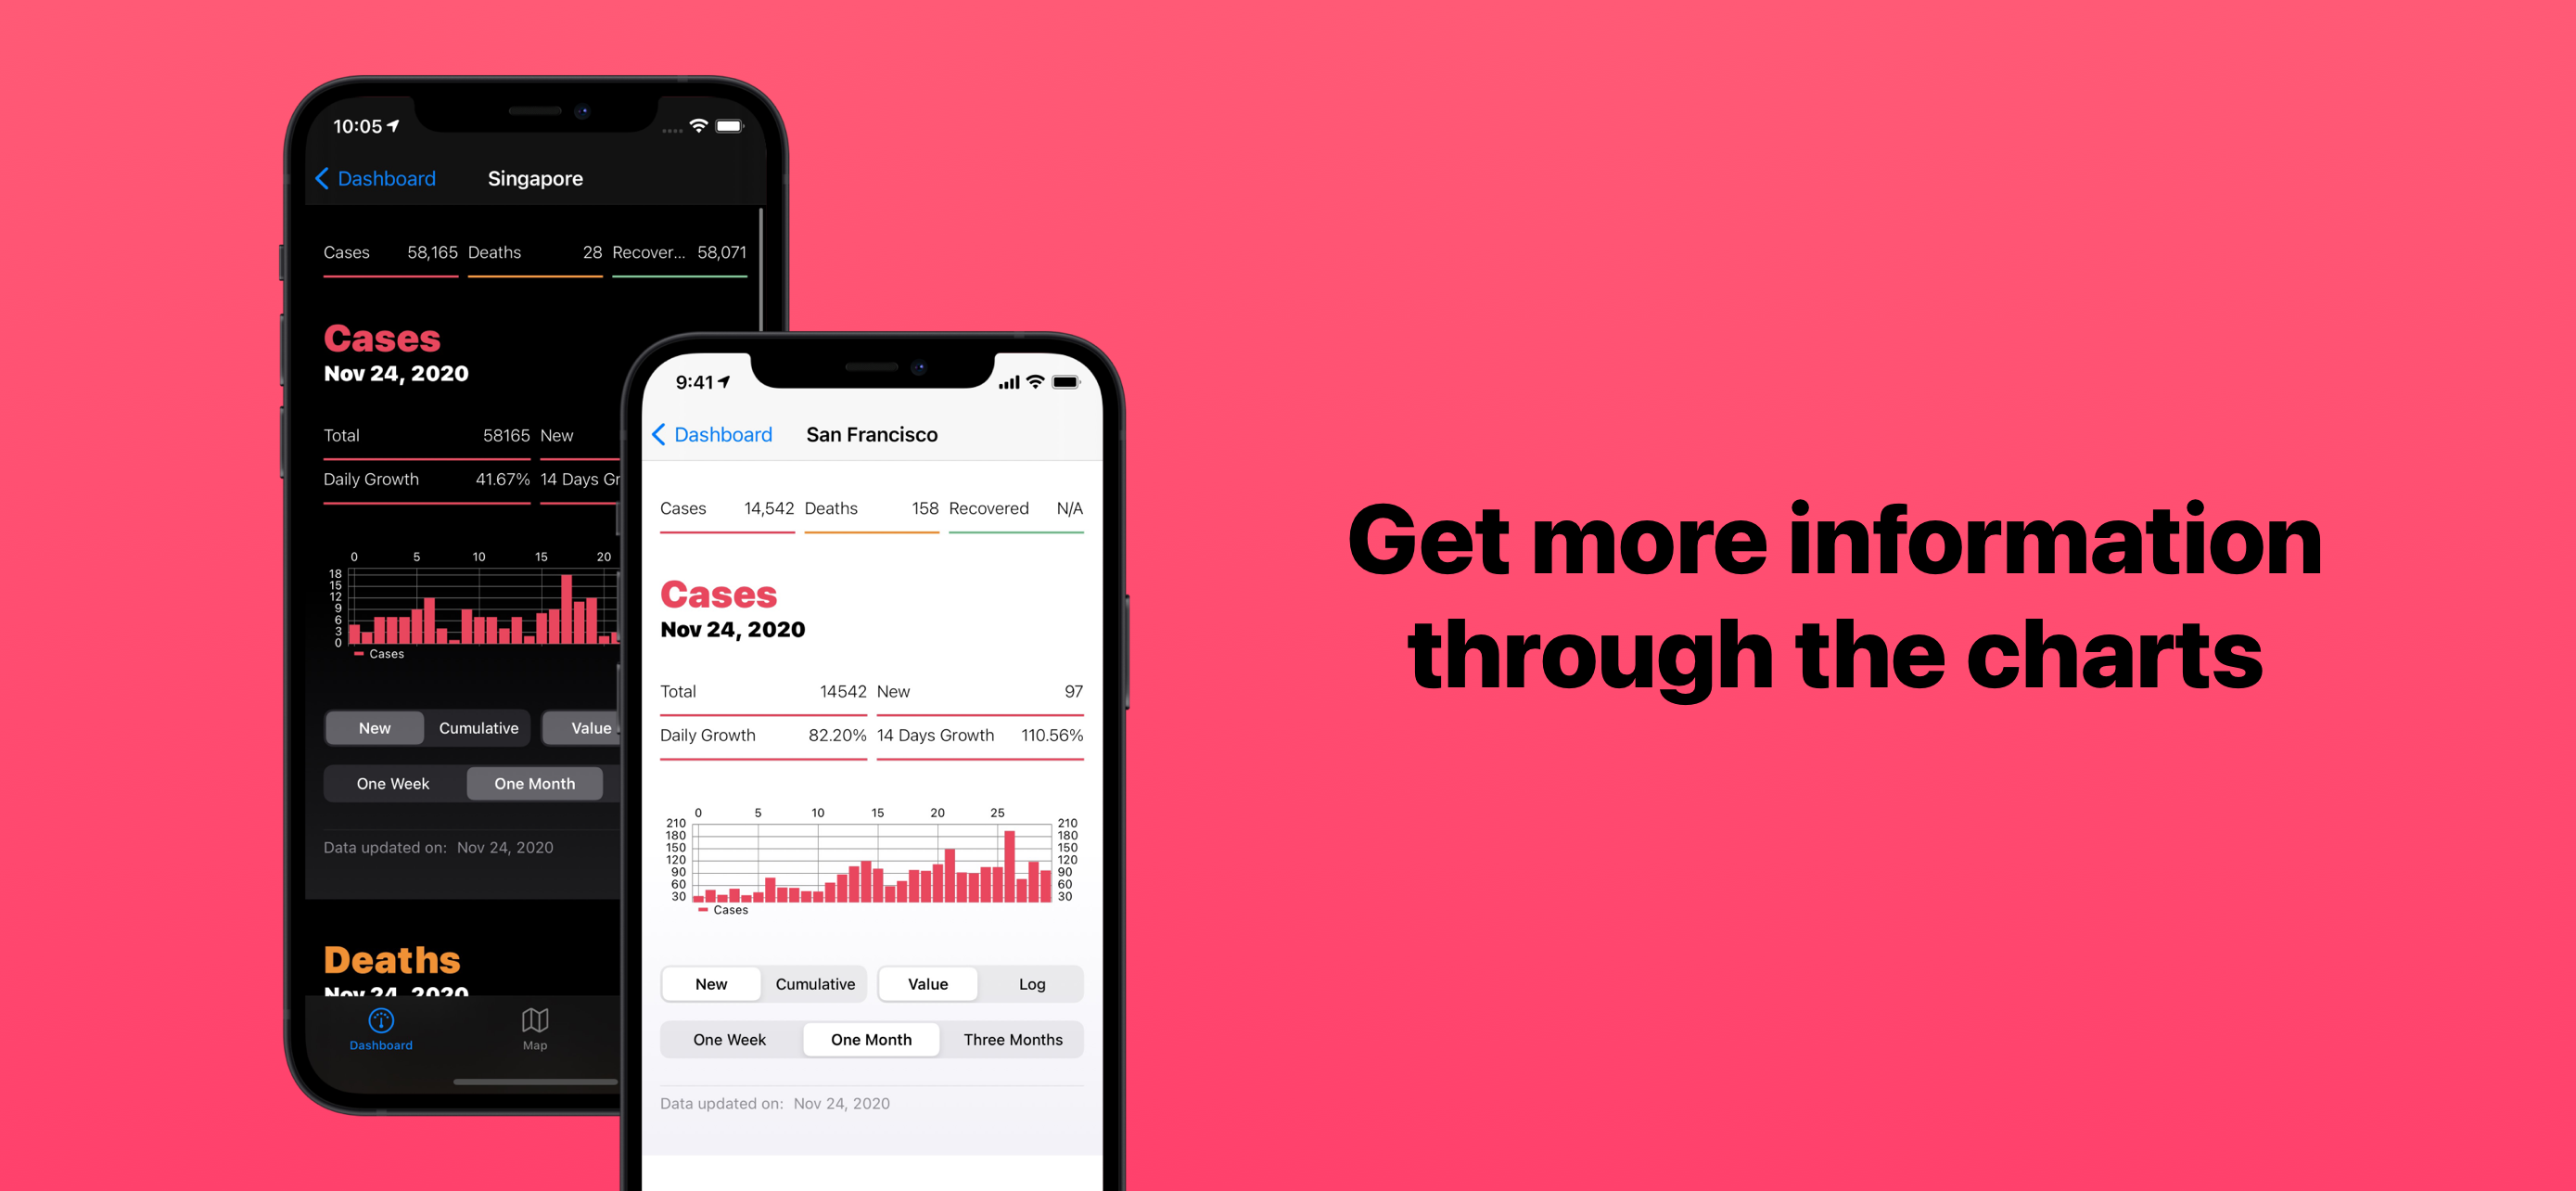 10:05
Dashboard
Singapore
Cases 58,165 Deaths 28 Recover... 58,071
Cases
Nov 24, 2020
Total 58165 New
Daily Growth 41.67% 14 Days Gr
0 5 10 15 20
18
15
12
9
6
3
0
Cases
New Cumulative Value
One Week One Month
Data updated on: Nov 24, 2020
Deaths
Nov 24, 2020
Dashboard
Map
9:41
Dashboard
San Francisco
Cases 14,542 Deaths 158 Recovered N/A
Cases
Nov 24, 2020
Total 14542 New 97
Daily Growth 82.20% 14 Days Growth 110.56%
0 5 10 15 20 25
210 210
180 180
150 150
120 120
90 90
60 60
30 30
Cases
New Cumulative Value Log
One Week One Month Three Months
Data updated on: Nov 24, 2020
Get more information
through the charts